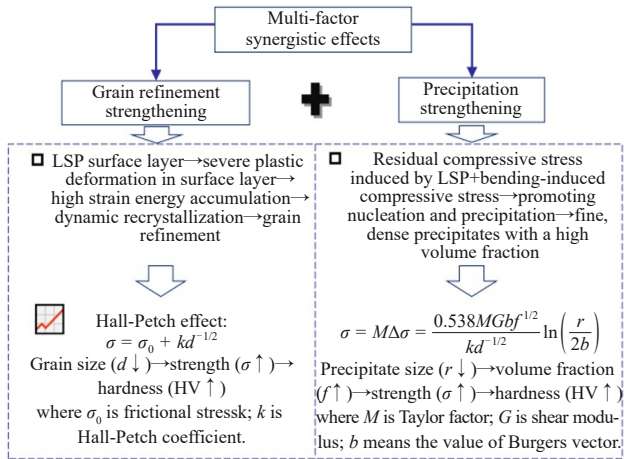 Multi-factor
synergistic effects
Grain refinement
strengthening
Precipitation
strengthening
LSP surface layer→severe plastic
deformation in surface layer→
high strain energy accumulation→
dynamic recrystallization→grain
refinement
Hall-Petch effect:
σ = σ₀ + kd⁻¹/²
Grain size (d ↓)→strength (σ ↑)→
hardness (HV ↑)
where σ₀ is frictional stressk; k is
Hall-Petch coefficient.
Residual compressive stress
induced by LSP+bending-induced
compressive stress→promoting
nucleation and precipitation→fine,
dense precipitates with a high
volume fraction
σ = MΔσ = 0.538MGbf^1/2 / kd^-1/2 ln(r/2b)
Precipitate size (r ↓)→volume fraction
(f ↑)→strength (σ ↑)→hardness (HV ↑)
where M is Taylor factor; G is shear modu-
lus; b means the value of Burgers vector.